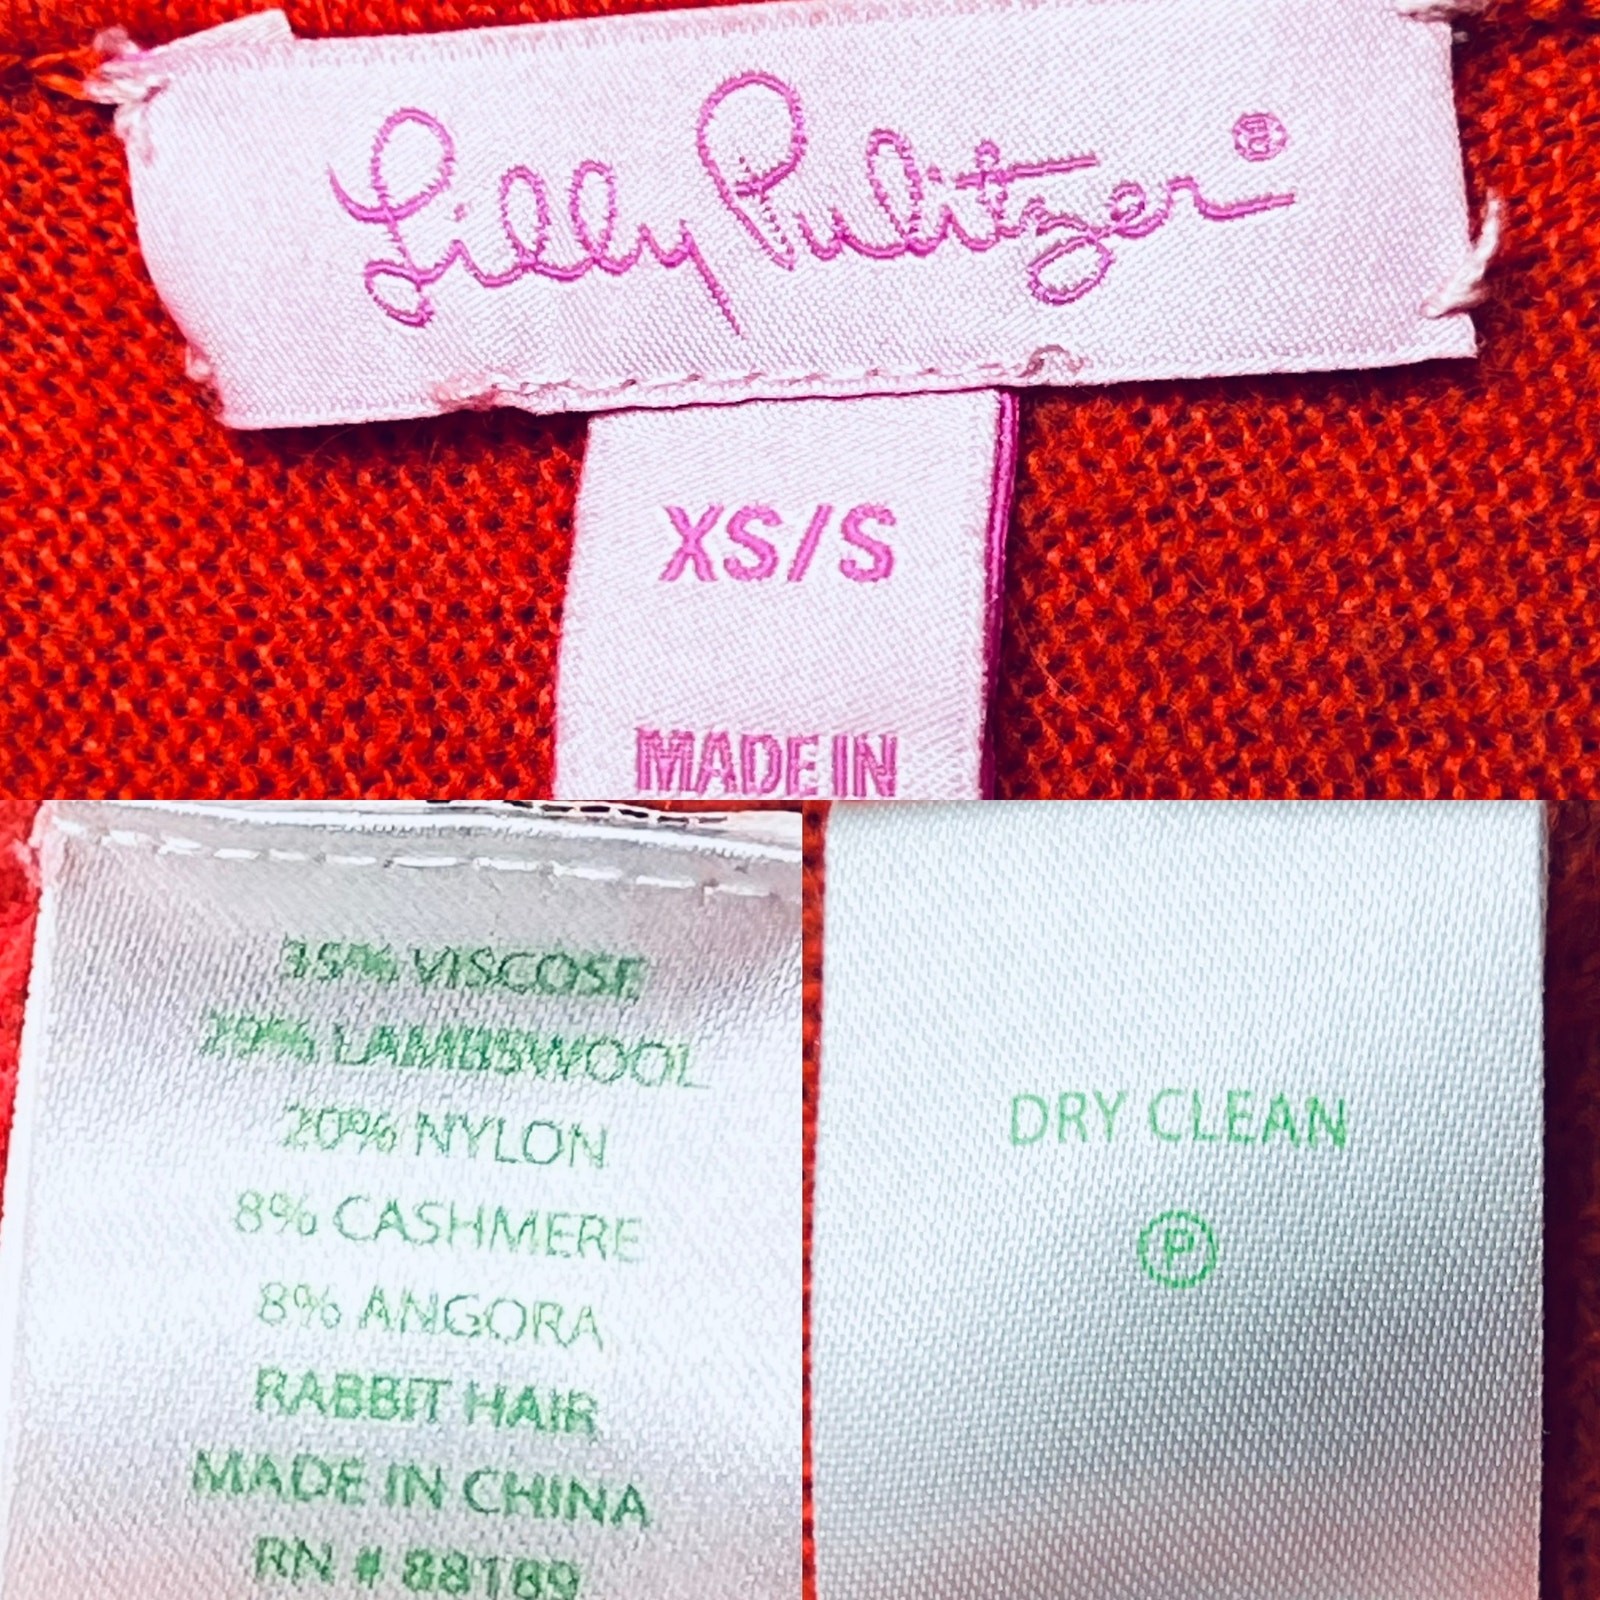 Lilly Pulitzer®
XS/S
MADE IN
35% VISCOSE
29% LAMBSWOOL
20% NYLON
8% CASHMERE
8% ANGORA
RABBIT HAIR
MADE IN CHINA
RN # 88189
DRY CLEAN
P